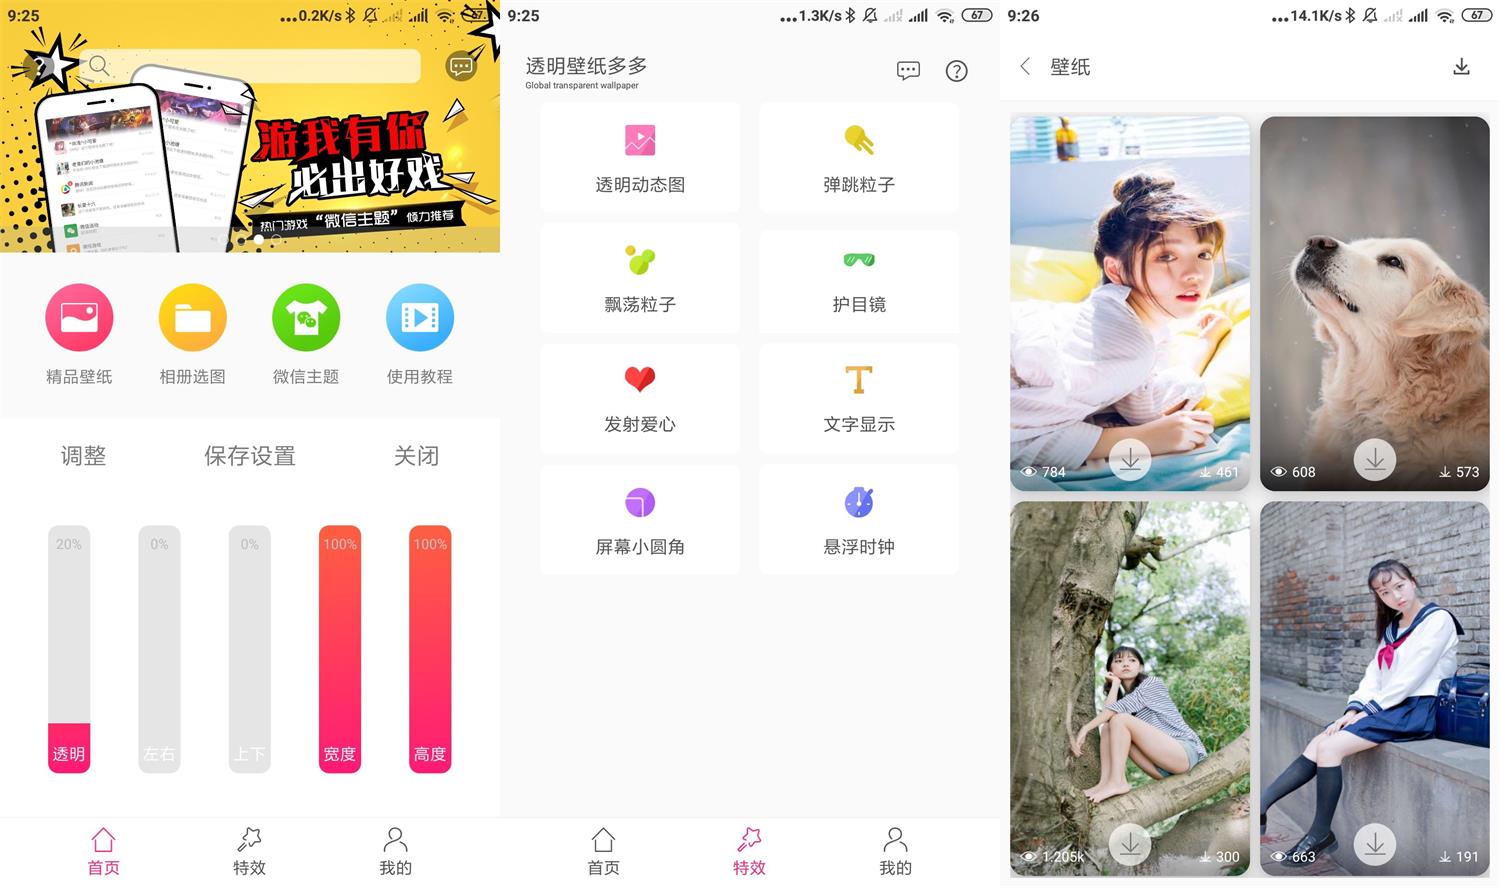 9:25
0.2K/s
67
游我有你
必出好戏
热门游戏 “微信主题” 倾力推荐
精品壁纸
相册选图
微信主题
使用教程
调整
保存设置
关闭
20%
0%
0%
100%
100%
透明
左右
上下
宽度
高度
首页
特效
我的
9:25
1.3K/s
67
透明壁纸多多
Global transparent wallpaper
透明动态图
弹跳粒子
飘荡粒子
护目镜
发射爱心
文字显示
屏幕小圆角
悬浮时钟
首页
特效
我的
9:26
14.1K/s
67
壁纸
784
461
608
573
1.205k
300
663
191